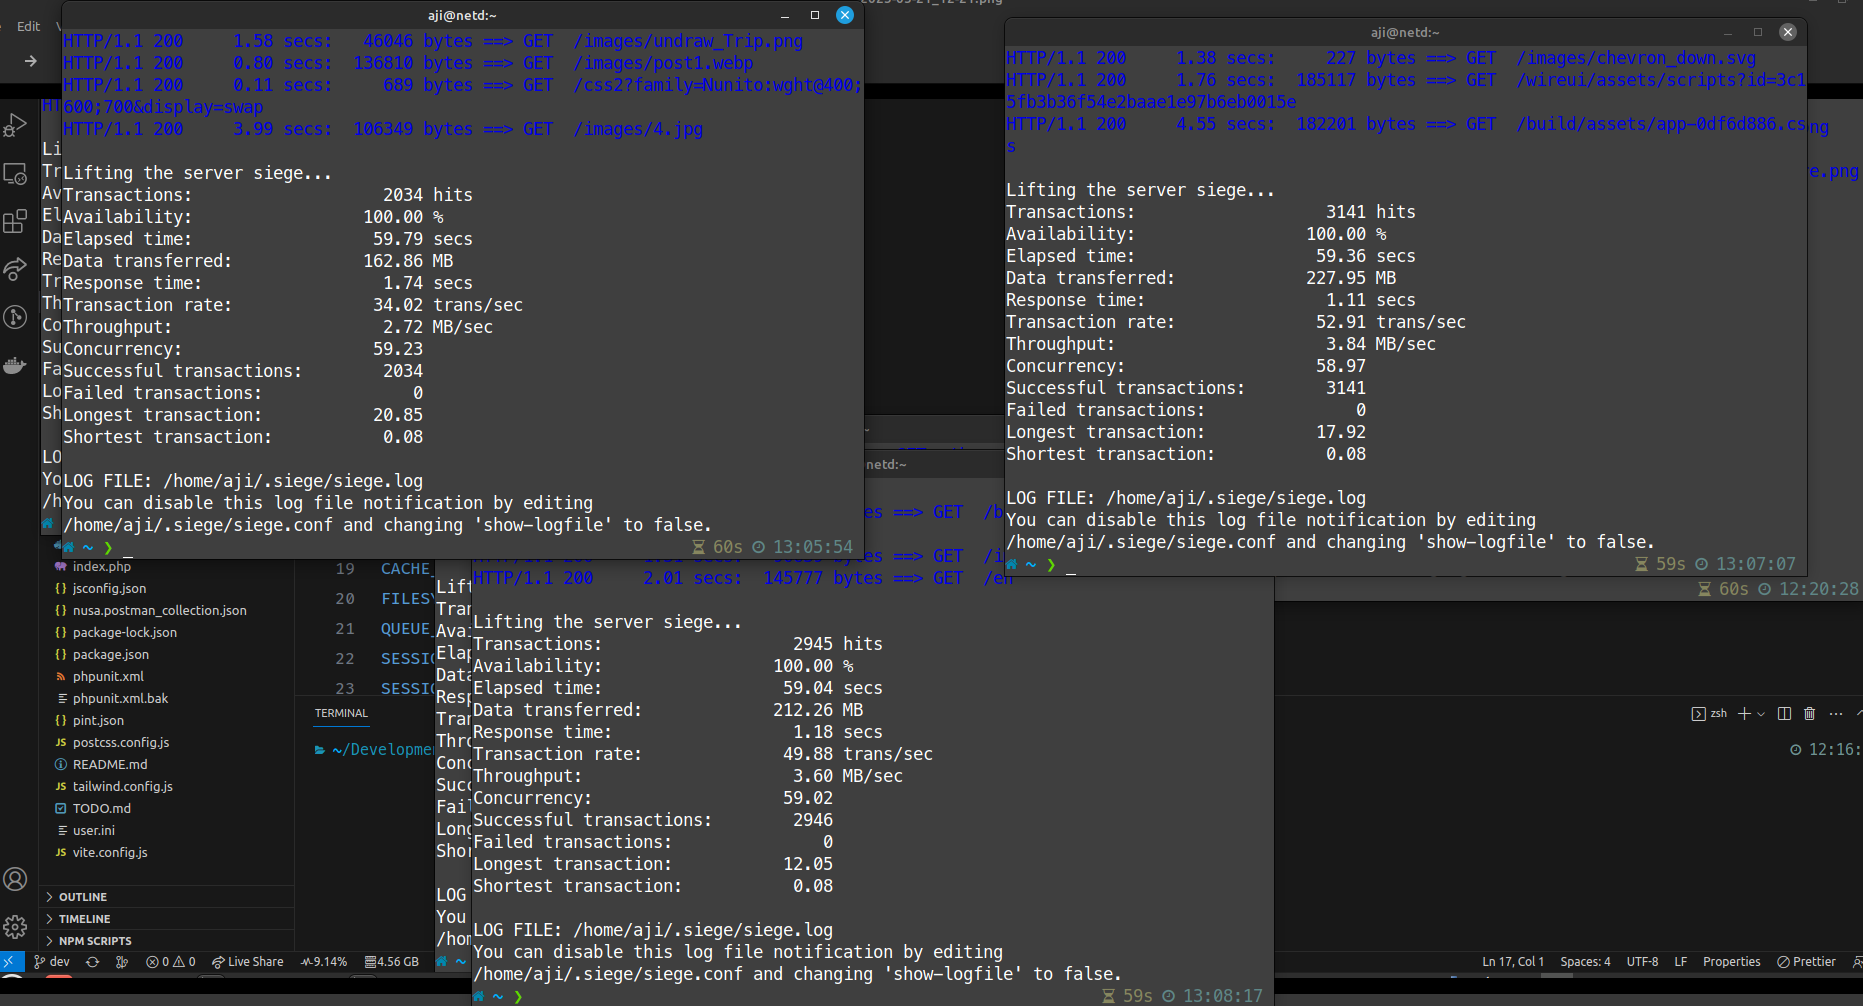 Edit
aji@netd:~
HTTP/1.1 200     1.58 secs:   46046 bytes ==> GET  /images/undraw_Trip.png
HTTP/1.1 200     0.80 secs:  136810 bytes ==> GET  /images/post1.webp
HTTP/1.1 200     0.11 secs:     689 bytes ==> GET  /css2?family=Nunito:wght@400;
600;700&display=swap
HTTP/1.1 200     3.99 secs:  106349 bytes ==> GET  /images/4.jpg
Lifting the server siege...
Transactions:                   2034 hits
Availability:                 100.00 %
Elapsed time:                  59.79 secs
Data transferred:             162.86 MB
Response time:                  1.74 secs
Transaction rate:              34.02 trans/sec
Throughput:                     2.72 MB/sec
Concurrency:                   59.23
Successful transactions:        2034
Failed transactions:               0
Longest transaction:           20.85
Shortest transaction:           0.08
LOG FILE: /home/aji/.siege/siege.log
You can disable this log file notification by editing
/home/aji/.siege/siege.conf and changing 'show-logfile' to false.
~ ❯ _ 60s 13:05:54
aji@netd:~
HTTP/1.1 200     1.38 secs:     227 bytes ==> GET  /images/chevron_down.svg
HTTP/1.1 200     1.76 secs:  185117 bytes ==> GET  /wireui/assets/scripts?id=3c1
5fb3b36f54e2baae1e97b6eb0015e
HTTP/1.1 200     4.55 secs:  182201 bytes ==> GET  /build/assets/app-0df6d886.cs
s
Lifting the server siege...
Transactions:                   3141 hits
Availability:                 100.00 %
Elapsed time:                  59.36 secs
Data transferred:             227.95 MB
Response time:                  1.11 secs
Transaction rate:              52.91 trans/sec
Throughput:                     3.84 MB/sec
Concurrency:                   58.97
Successful transactions:        3141
Failed transactions:               0
Longest transaction:           17.92
Shortest transaction:           0.08
LOG FILE: /home/aji/.siege/siege.log
You can disable this log file notification by editing
/home/aji/.siege/siege.conf and changing 'show-logfile' to false.
~ ❯ _ 59s 13:07:07
60s 12:20:28
netd:~
es ==> GET  /b
HTTP/1.1 200     2.01 secs:  145777 bytes ==> GET  /en
Lifting the server siege...
Transactions:                   2945 hits
Availability:                 100.00 %
Elapsed time:                  59.04 secs
Data transferred:             212.26 MB
Response time:                  1.18 secs
Transaction rate:              49.88 trans/sec
Throughput:                     3.60 MB/sec
Concurrency:                   59.02
Successful transactions:        2946
Failed transactions:               0
Longest transaction:           12.05
Shortest transaction:           0.08
LOG FILE: /home/aji/.siege/siege.log
You can disable this log file notification by editing
/home/aji/.siege/siege.conf and changing 'show-logfile' to false.
~ ❯ 59s 13:08:17
index.php
{} jsconfig.json
{} nusa.postman_collection.json
{} package-lock.json
{} package.json
phpunit.xml
phpunit.xml.bak
{} pint.json
JS postcss.config.js
README.md
JS tailwind.config.js
TODO.md
user.ini
JS vite.config.js
OUTLINE
TIMELINE
NPM SCRIPTS
19 CACHE_
20 FILESY
21 QUEUE_
22 SESSIO
23 SESSIO
TERMINAL
~/Developme
zsh
12:16:
dev 0 0 Live Share 9.14% 4.56 GB
Ln 17, Col 1 Spaces: 4 UTF-8 LF Properties Prettier